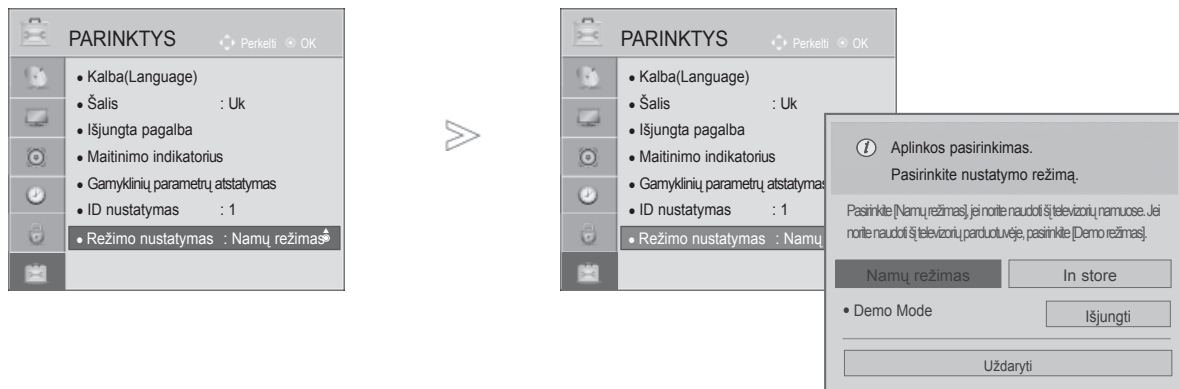 PARINKTYS Perkelti OK
• Kalba(Language)
• Šalis : Uk
• Išjungta pagalba
• Maitinimo indikatorius
• Gamyklinių parametrų atstatymas
• ID nustatymas : 1
• Režimo nustatymas : Namų režimas
PARINKTYS Perkelti OK
• Kalba(Language)
• Šalis : Uk
• Išjungta pagalba
• Maitinimo indikatorius
• Gamyklinių parametrų atstatymas
• ID nustatymas : 1
• Režimo nustatymas : Namų
Aplinkos pasirinkimas.
Pasirinkite nustatymo režimą.
Pasirinkite [Namų režimas], jei norite naudoti šį televizorių namuose. Jei
norite naudoti šį televizorių parduotuvėje, pasirinkite [Demo režimas].
Namų režimas In store
• Demo Mode Išjungti
Uždaryti